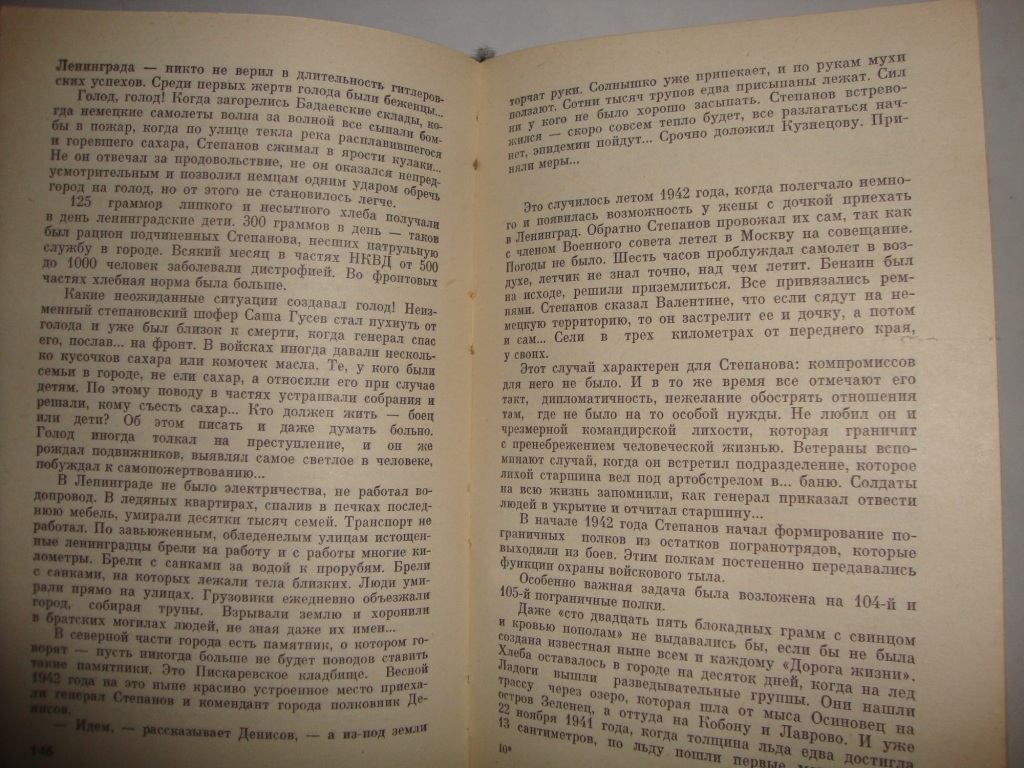 Ленинграда — никто не верил в длительность гитлеров-
ских успехов. Среди первых жертв голода были беженцы...
Голод, голод! Когда загорелись Бадаевские склады, ко-
гда немецкие самолеты волна за волной все сыпали бом-
бы в пожар, когда по улице текла река расплавившегося
и горевшего сахара, Степанов сжимал в ярости кулаки...
Не он отвечал за продовольствие, не он оказался непред-
усмотрительным и позволил немцам одним ударом обречь
город на голод, но от этого не становилось легче.
125 граммов липкого и несытного хлеба получали
в день ленинградские дети. 300 граммов в день — таков
был рацион подчиненных Степанова, несших патрульную
службу в городе. Всякий месяц в частях НКВД от 500
до 1000 человек заболевали дистрофией. Во фронтовых
частях хлебная норма была больше.
Какие неожиданные ситуации создавал голод! Неиз-
менный степановский шофер Саша Гусев стал пухнуть от
голода и уже был близок к смерти, когда генерал спас
его, послав... на фронт. В войсках иногда давали несколь-
ко кусочков сахара или комочек масла. Те, у кого были
семьи в городе, не ели сахар, а относили его при случае
детям. По этому поводу в частях устраивали собрания и
решали, кому съесть сахар... Кто должен жить — боец
или дети? Об этом писать и даже думать больно.
Голод иногда толкал на преступление, и он же
рождал подвижников, выявлял самое светлое в человеке,
побуждал к самопожертвованию...
В Ленинграде не было электричества, не работал во-
допровод. В ледяных квартирах, спалив в печках послед-
нюю мебель, умирали десятки тысяч семей. Транспорт не
работал. По завьюженным, обледенелым улицам истощен-
ные ленинградцы брели на работу и с работы многие ки-
лометры. Брели с санками за водой к прорубям. Брели
с санками, на которых лежали тела близких. Люди уми-
рали прямо на улицах. Грузовики ежедневно объезжали
город, собирая трупы. Взрывали землю и хоронили
в братских могилах людей, не зная даже их имен...
В северной части города есть памятник, о котором го-
ворят — пусть никогда больше не будет поводов ставить
такие памятники. Это Пискаревское кладбище. Весной
1942 года на это ныне красиво устроенное место приеха-
ли генерал Степанов и комендант города полковник Де-
нисов.
— Идем, — рассказывает Денисов, — а из-под земли
146
торчат руки. Солнышко уже припекает, и по рукам мухи
ползают. Сотни тысяч трупов едва присыпаны лежат. Сил
ни у кого не было хорошо засыпать. Степанов встрево-
жился — скоро совсем тепло будет, все разлагаться нач-
нет, эпидемии пойдут... Срочно доложил Кузнецову. При-
няли меры...
Это случилось летом 1942 года, когда полегчало немно-
го и появилась возможность у жены с дочкой приехать
в Ленинград. Обратно Степанов провожал их сам, так как
с членом Военного совета летел в Москву на совещание.
Погоды не было. Шесть часов проблуждал самолет в воз-
духе, летчик не знал точно, над чем летит. Бензин был
на исходе, решили приземлиться. Все привязались рем-
нями. Степанов сказал Валентине, что если сядут на не-
мецкую территорию, то он застрелит ее и дочку, а потом
и сам... Сели в трех километрах от переднего края,
у своих.
Этот случай характерен для Степанова: компромиссов
для него не было. И в то же время все отмечают его
такт, дипломатичность, нежелание обострять отношения
там, где не было на то особой нужды. Не любил он и
чрезмерной командирской лихости, которая граничит
с пренебрежением человеческой жизнью. Ветераны вспо-
минают случай, когда он встретил подразделение, которое
лихой старшина вел под артобстрелом в... баню. Солдаты
на всю жизнь запомнили, как генерал приказал отвести
людей в укрытие и отчитал старшину...
В начале 1942 года Степанов начал формирование по-
граничных полков из остатков погранотрядов, которые
выходили из боев. Этим полкам постепенно передавались
функции охраны войскового тыла.
Особенно важная задача была возложена на 104-й и
105-й пограничные полки.
Даже «сто двадцать пять блокадных грамм с свинцом
и кровью пополам» не выдавались бы, если бы не была
создана известная ныне всем и каждому «Дорога жизни».
Хлеба оставалось в городе на десяток дней, когда на лед
Ладоги вышли разведывательные группы. Они нашли
трассу через озеро, которая шла от мыса Осиновец на
остров Зеленец, а оттуда на Кобону и Лаврово. И уже
22 ноября 1941 года, когда толщина льда едва достигла
13 сантиметров, по льду пошли первые
10*